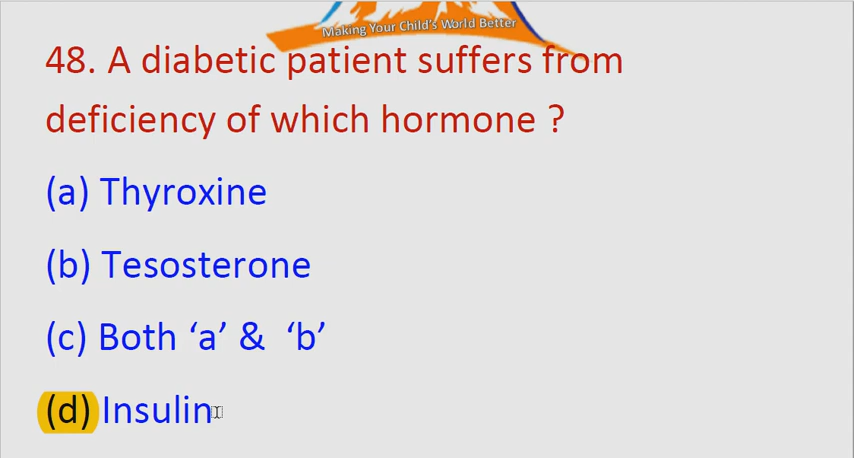 Making Your Child's World Better
48. A diabetic patient suffers from
deficiency of which hormone ?
(a) Thyroxine
(b) Tesosterone
(c) Both ‘a’ & ‘b’
(d) Insulin